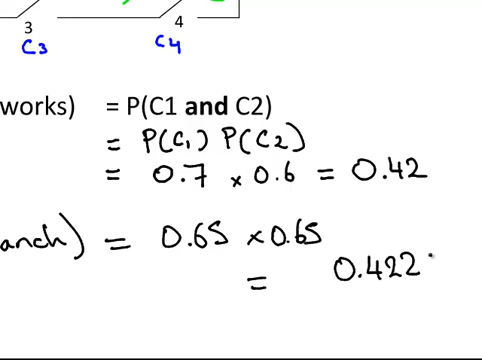 3 4
C3 C4
works) = P(C1 and C2)
= P(C1) P(C2)
= 0.7 x 0.6 = 0.42
anch) = 0.65 x 0.65
= 0.422